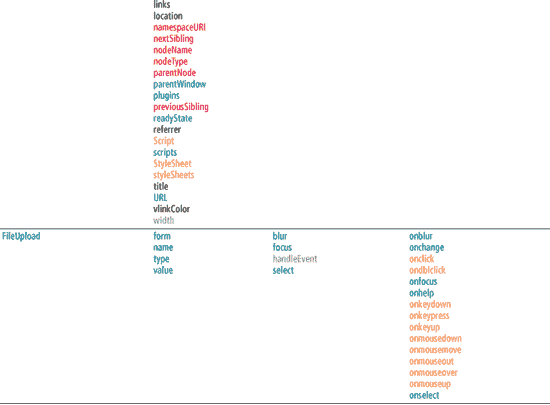 links
location
namespaceURI
nextSibling
nodeName
nodeType
parentNode
parentWindow
plugins
previousSibling
readyState
referrer
Script
scripts
StyleSheet
styleSheets
title
URL
vlinkColor
width
FileUpload form blur onblur
name focus onchange
type handleEvent onclick
value select ondblclick
onfocus
onhelp
onkeydown
onkeypress
onkeyup
onmousedown
onmousemove
onmouseout
onmouseover
onmouseup
onselect